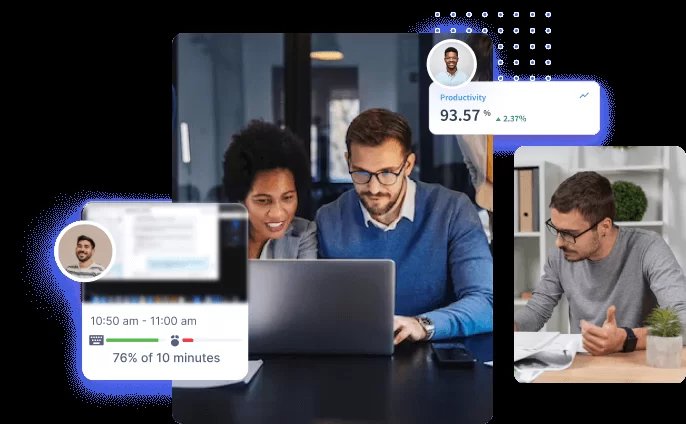 Productivity
93.57 % 2.37%
10:50 am - 11:00 am
76% of 10 minutes